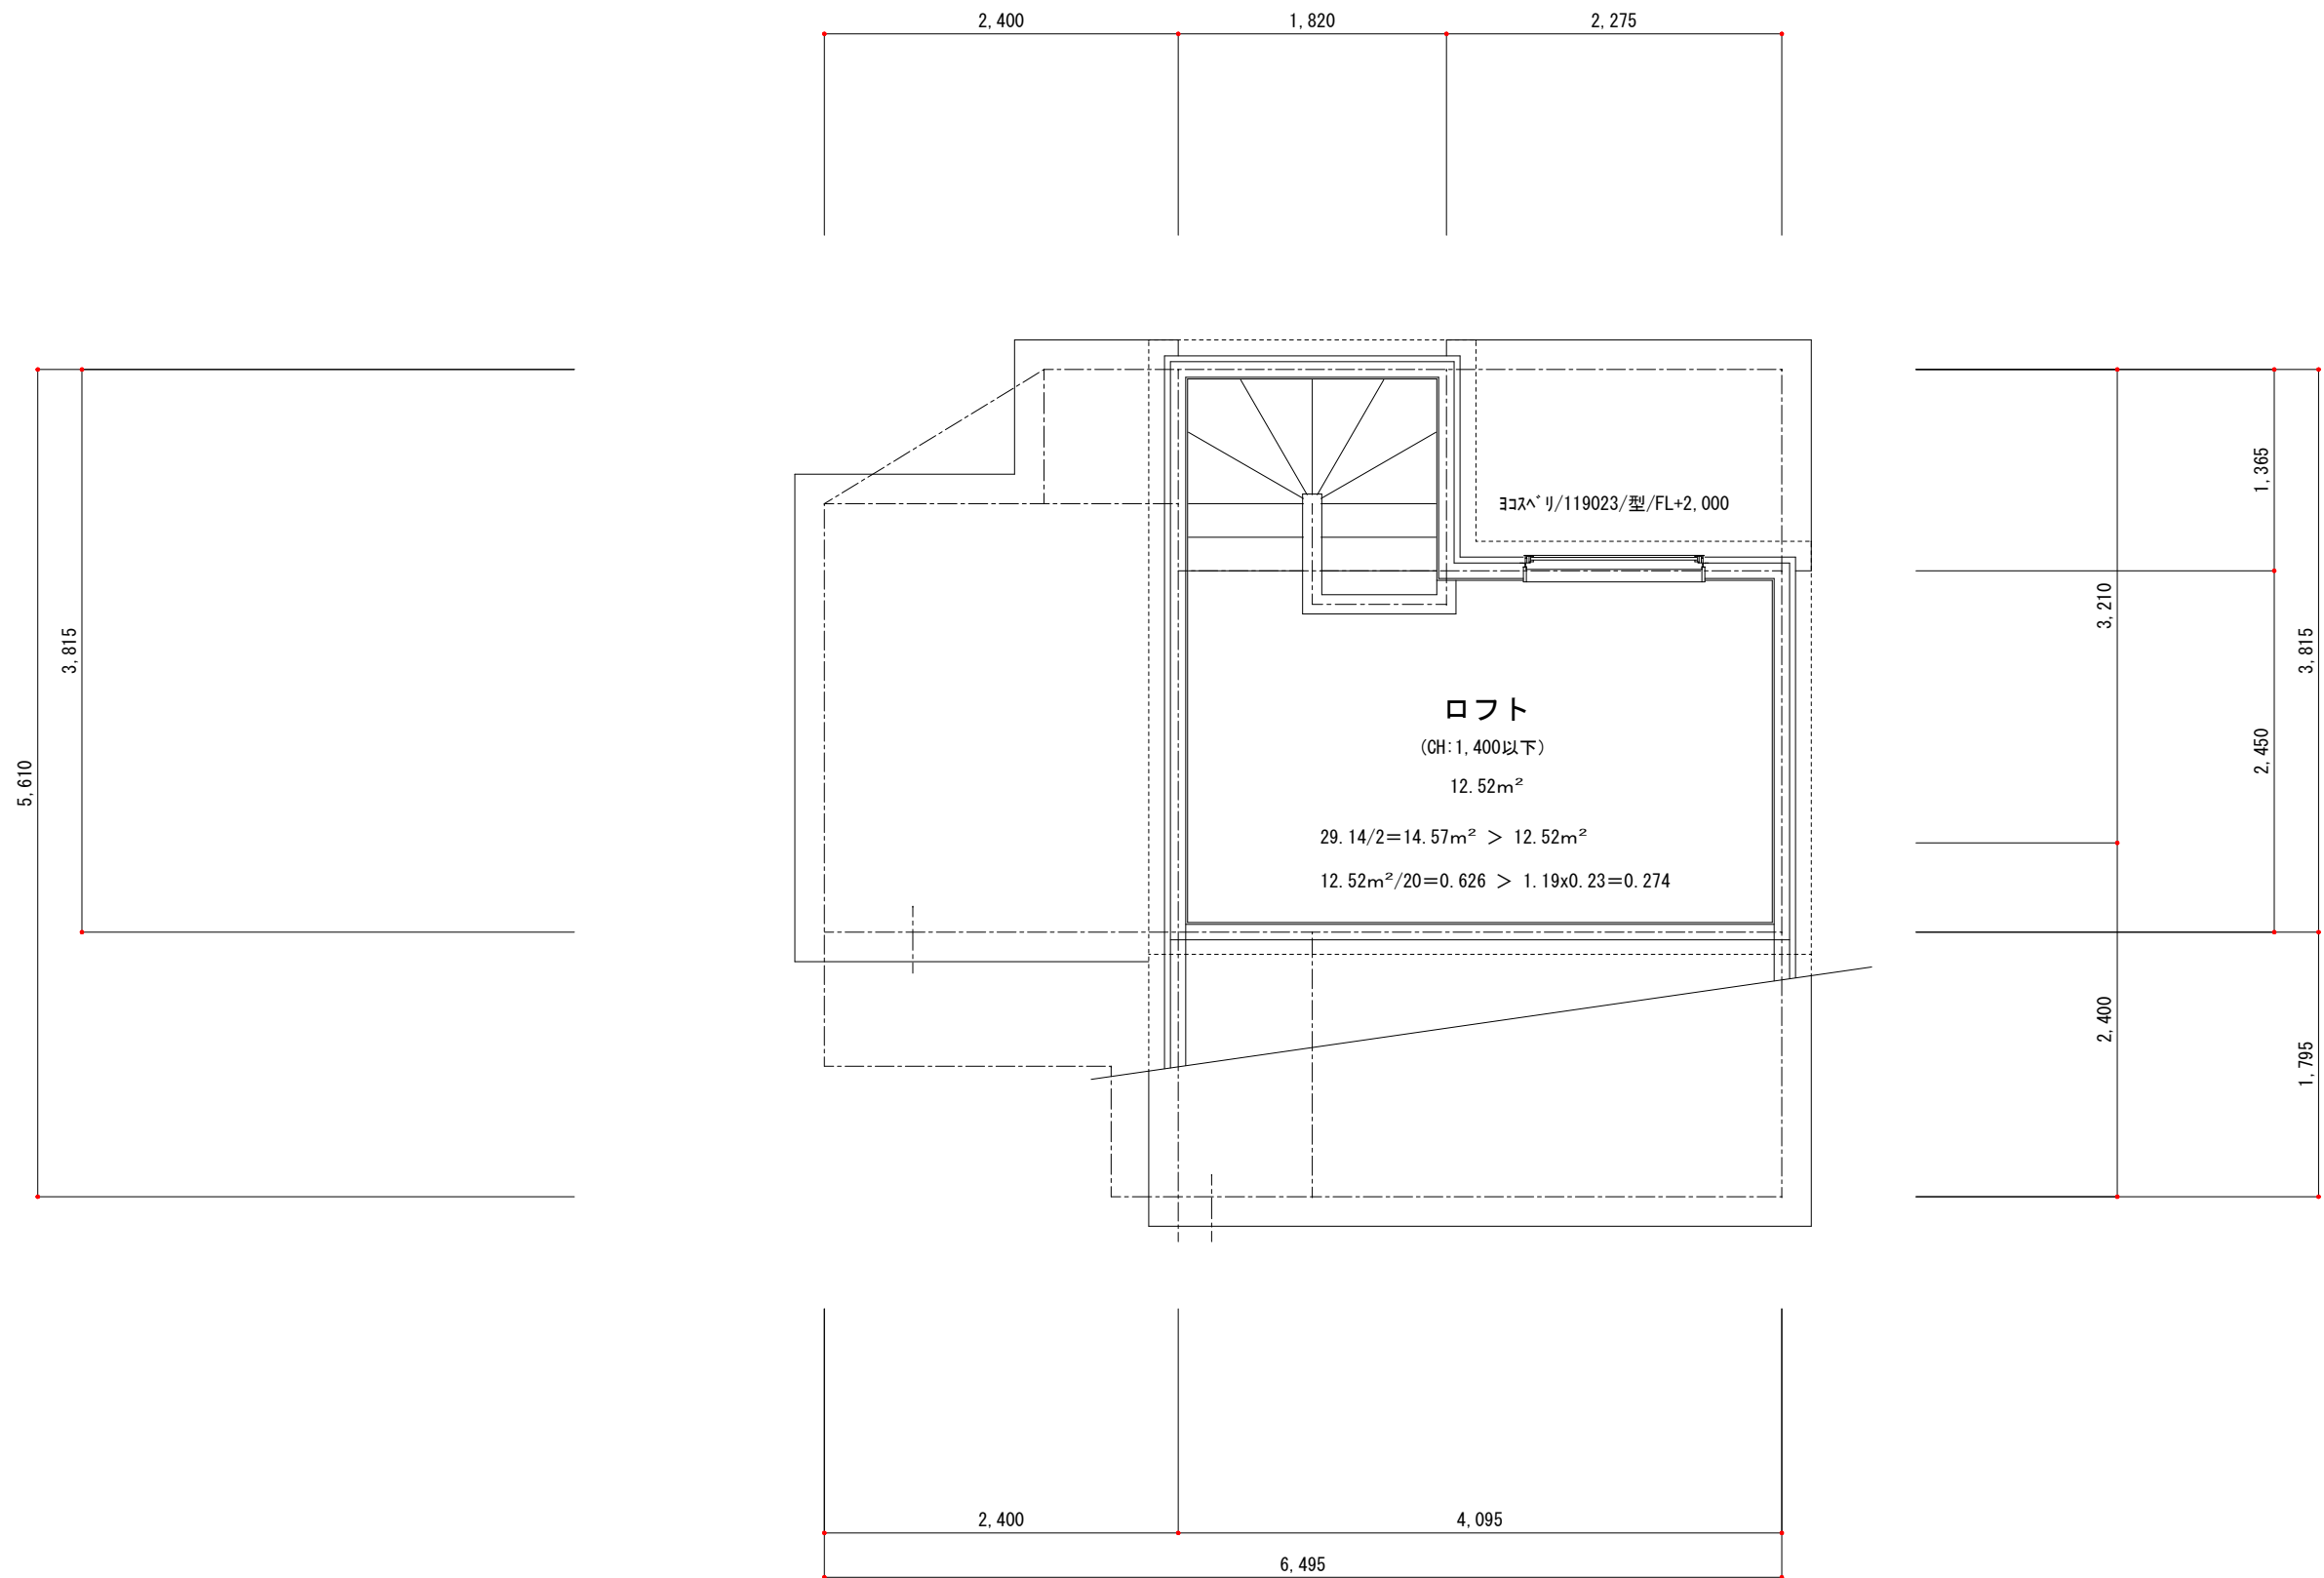 2,400
1,820
2,275
1,365
ﾖｺｽﾍﾞﾘ/119023/型/FL+2,000
3,210
3,815
3,815
ロフト
(CH:1,400以下)
2,450
5,610
12.52m²
29.14/2=14.57m² > 12.52m²
12.52m²/20=0.626 > 1.19x0.23=0.274
2,400
1,795
2,400
4,095
6,495